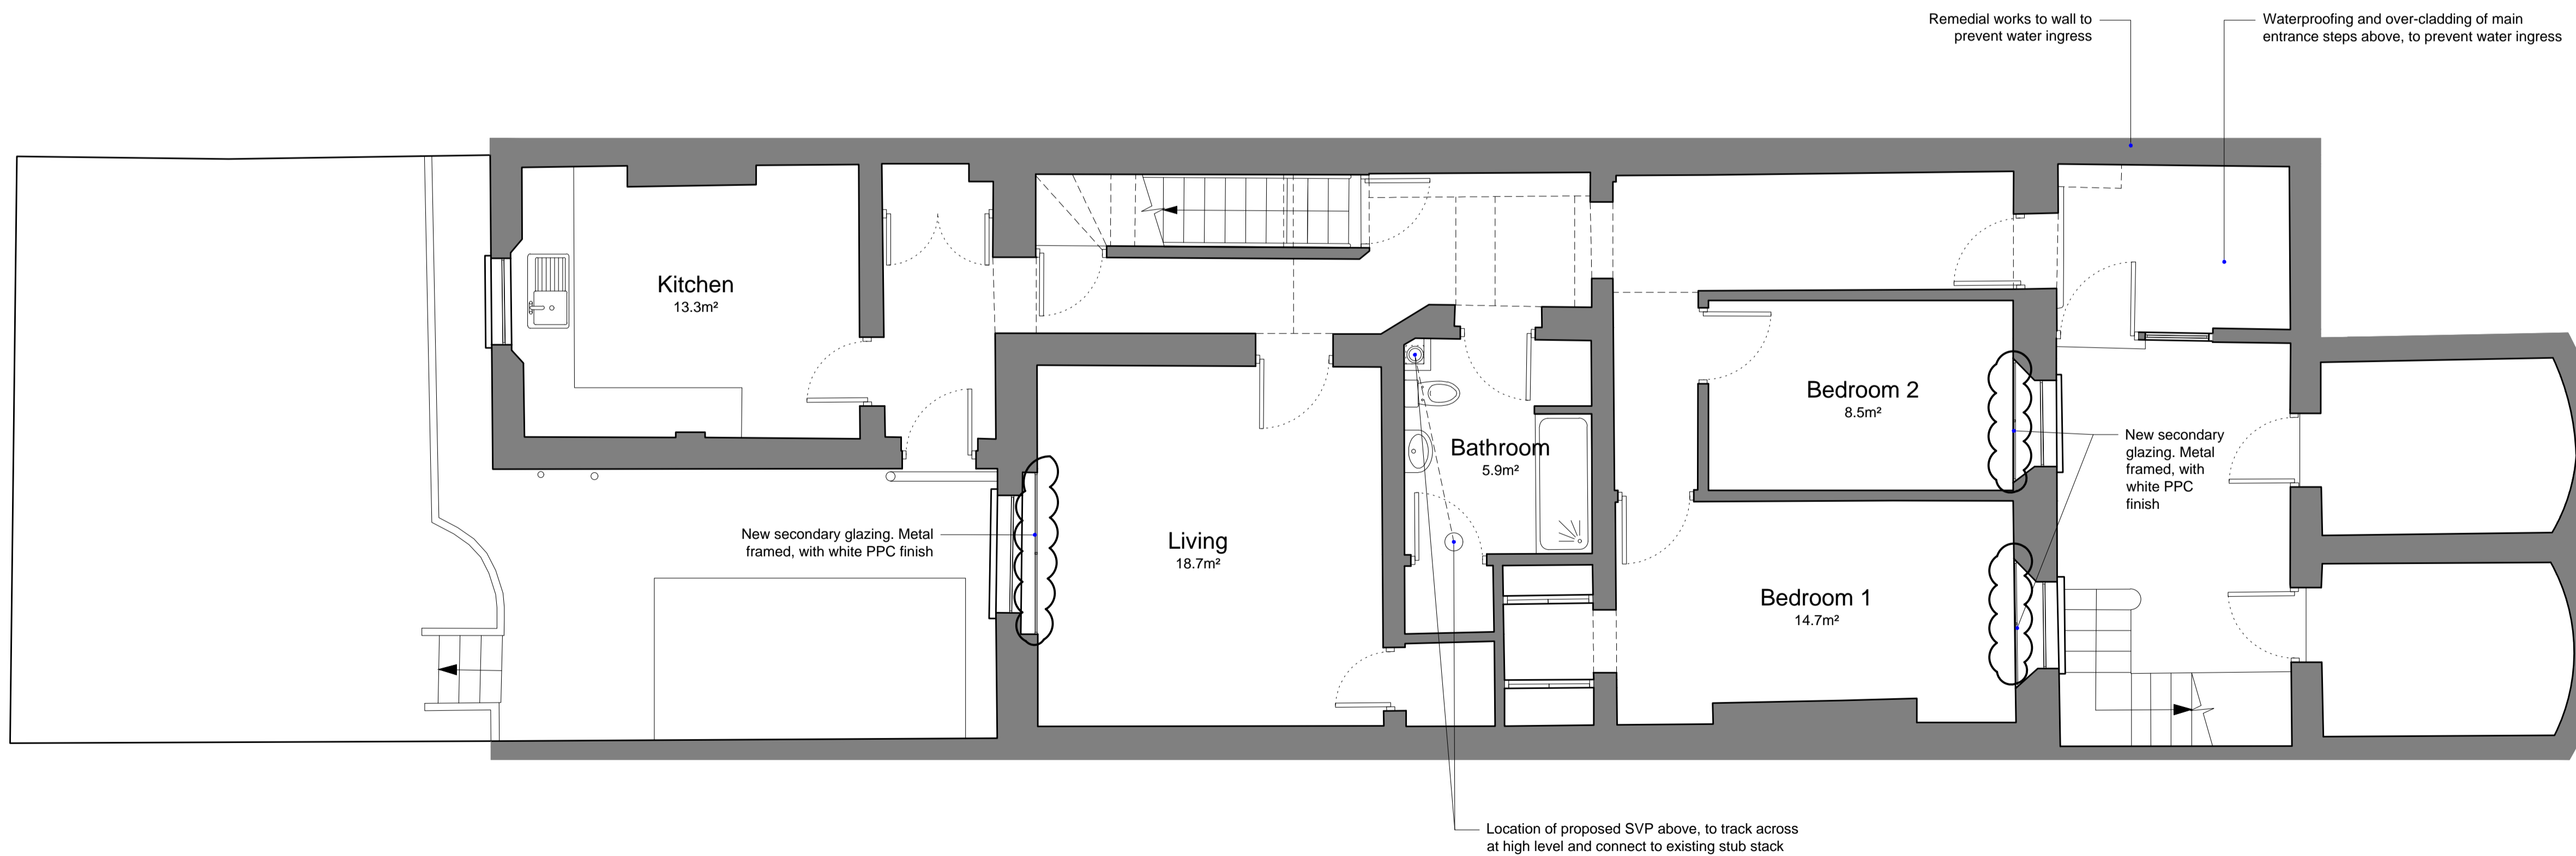 Remedial works to wall to
prevent water ingress
Waterproofing and over-cladding of main
entrance steps above, to prevent water ingress
Kitchen
13.3m²
Bedroom 2
8.5m²
Bathroom
5.9m²
New secondary
glazing. Metal
framed, with
white PPC
finish
New secondary glazing. Metal
framed, with white PPC finish
Living
18.7m²
Bedroom 1
14.7m²
Location of proposed SVP above, to track across
at high level and connect to existing stub stack